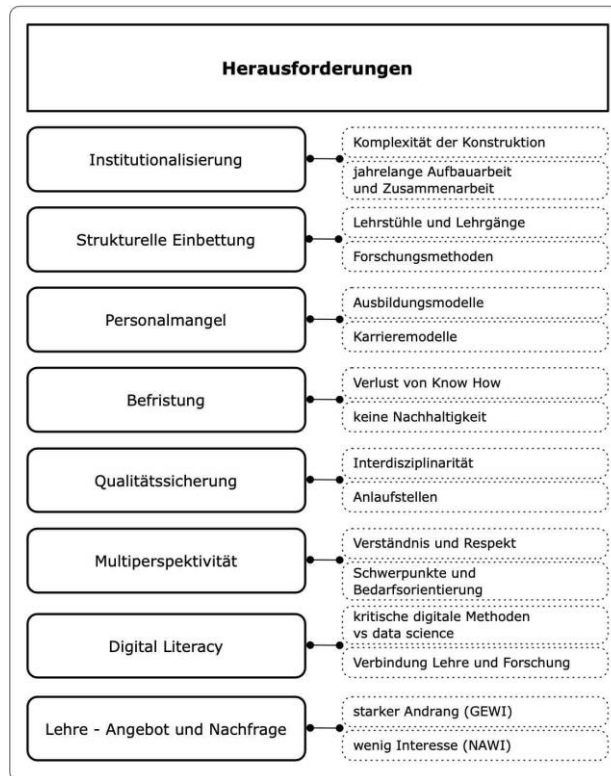 Herausforderungen
Institutionalisierung
Komplexität der Konstruktion
jahrelange Aufbauarbeit
und Zusammenarbeit
Strukturelle Einbettung
Lehrstühle und Lehrgänge
Forschungsmethoden
Personalmangel
Ausbildungsmodelle
Karrieremodelle
Befristung
Verlust von Know How
keine Nachhaltigkeit
Qualitätssicherung
Interdisziplinarität
Anlaufstellen
Multiperspektivität
Verständnis und Respekt
Schwerpunkte und
Bedarfsorientierung
Digital Literacy
kritische digitale Methoden
vs data science
Verbindung Lehre und Forschung
Lehre - Angebot und Nachfrage
starker Andrang (GEWI)
wenig Interesse (NAWI)